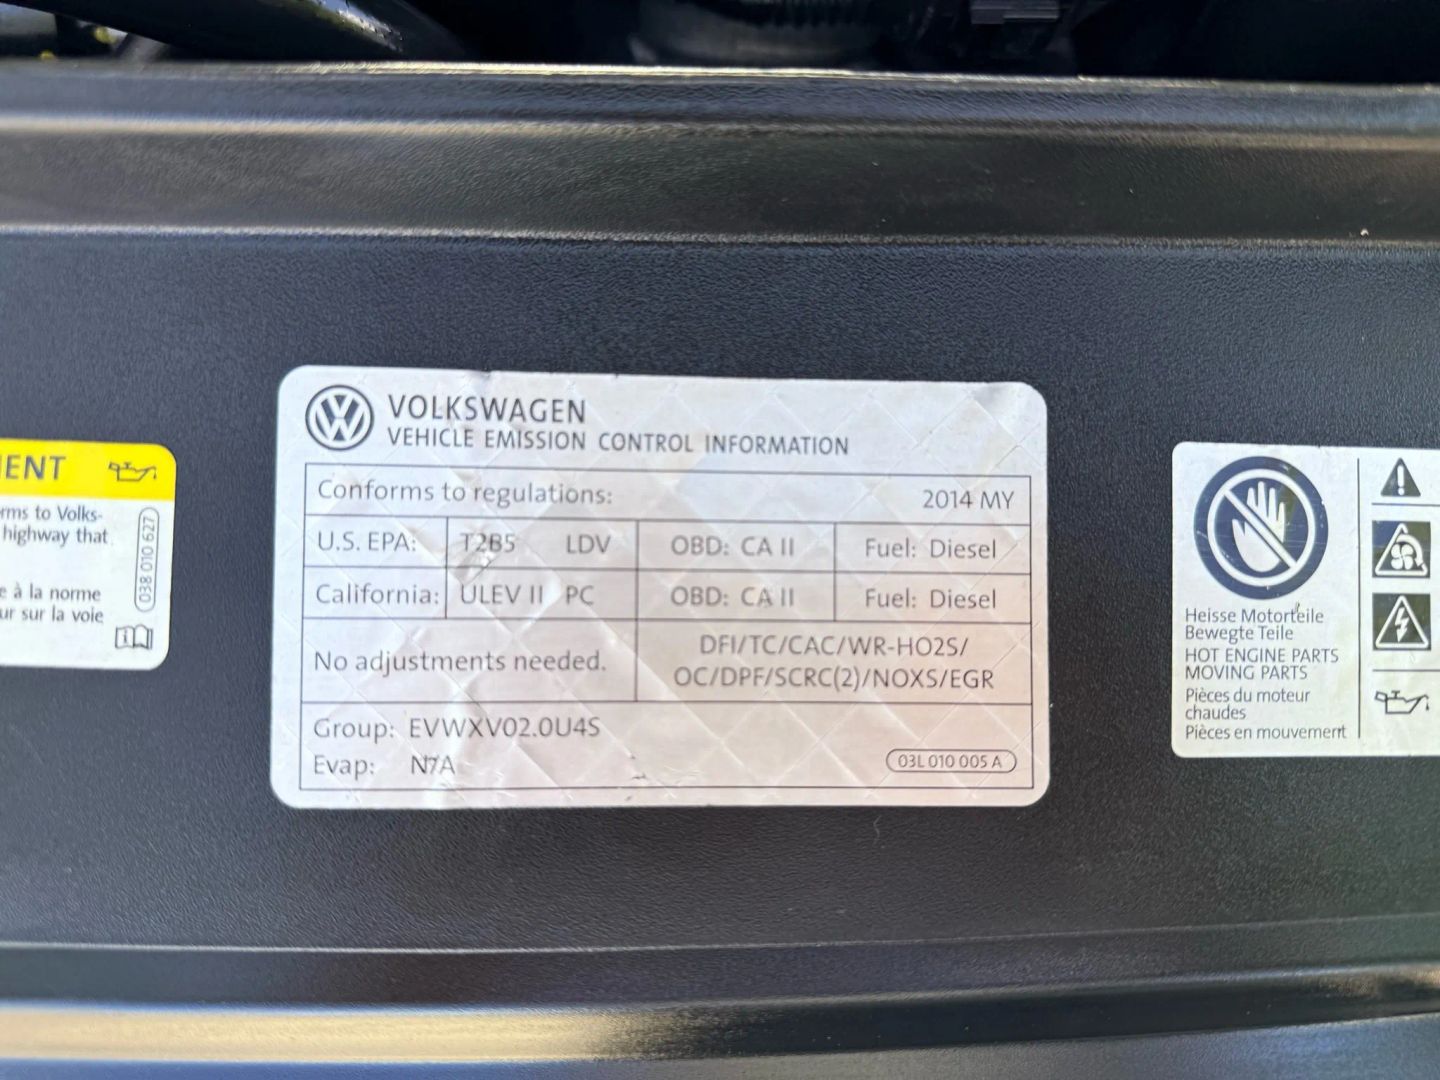 VOLKSWAGEN
VEHICLE EMISSION CONTROL INFORMATION
Conforms to regulations: 2014 MY
U.S. EPA: T2B5 LDV OBD: CA II Fuel: Diesel
California: ULEV II PC OBD: CA II Fuel: Diesel
No adjustments needed.
DFI/TC/CAC/WR-HO2S/
OC/DPF/SCRC(2)/NOXS/EGR
Group: EVWXV02.0U4S
Evap: N/A
03L 010 005 A
ENT
rms to Volks-
highway that
e à la norme
ur sur la voie
038 010 627
Heisse Motorteile
Bewegte Teile
HOT ENGINE PARTS
MOVING PARTS
Pièces du moteur
chaudes
Pièces en mouvement